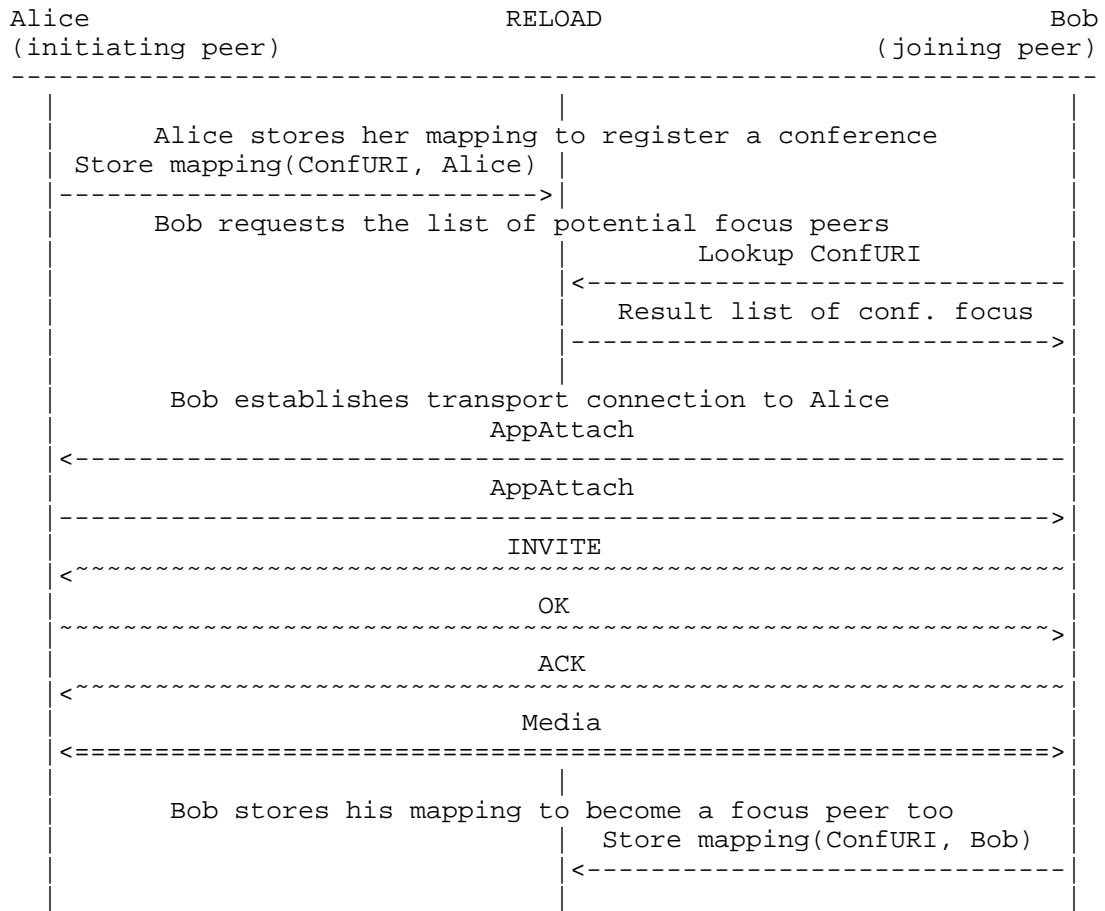 Alice RELOAD Bob
(initiating peer) (joining peer)
Alice stores her mapping to register a conference
Store mapping(ConfURI, Alice)
Bob requests the list of potential focus peers
Lookup ConfURI
Result list of conf. focus
Bob establishes transport connection to Alice
AppAttach
AppAttach
INVITE
OK
ACK
Media
Bob stores his mapping to become a focus peer too
Store mapping(ConfURI, Bob)